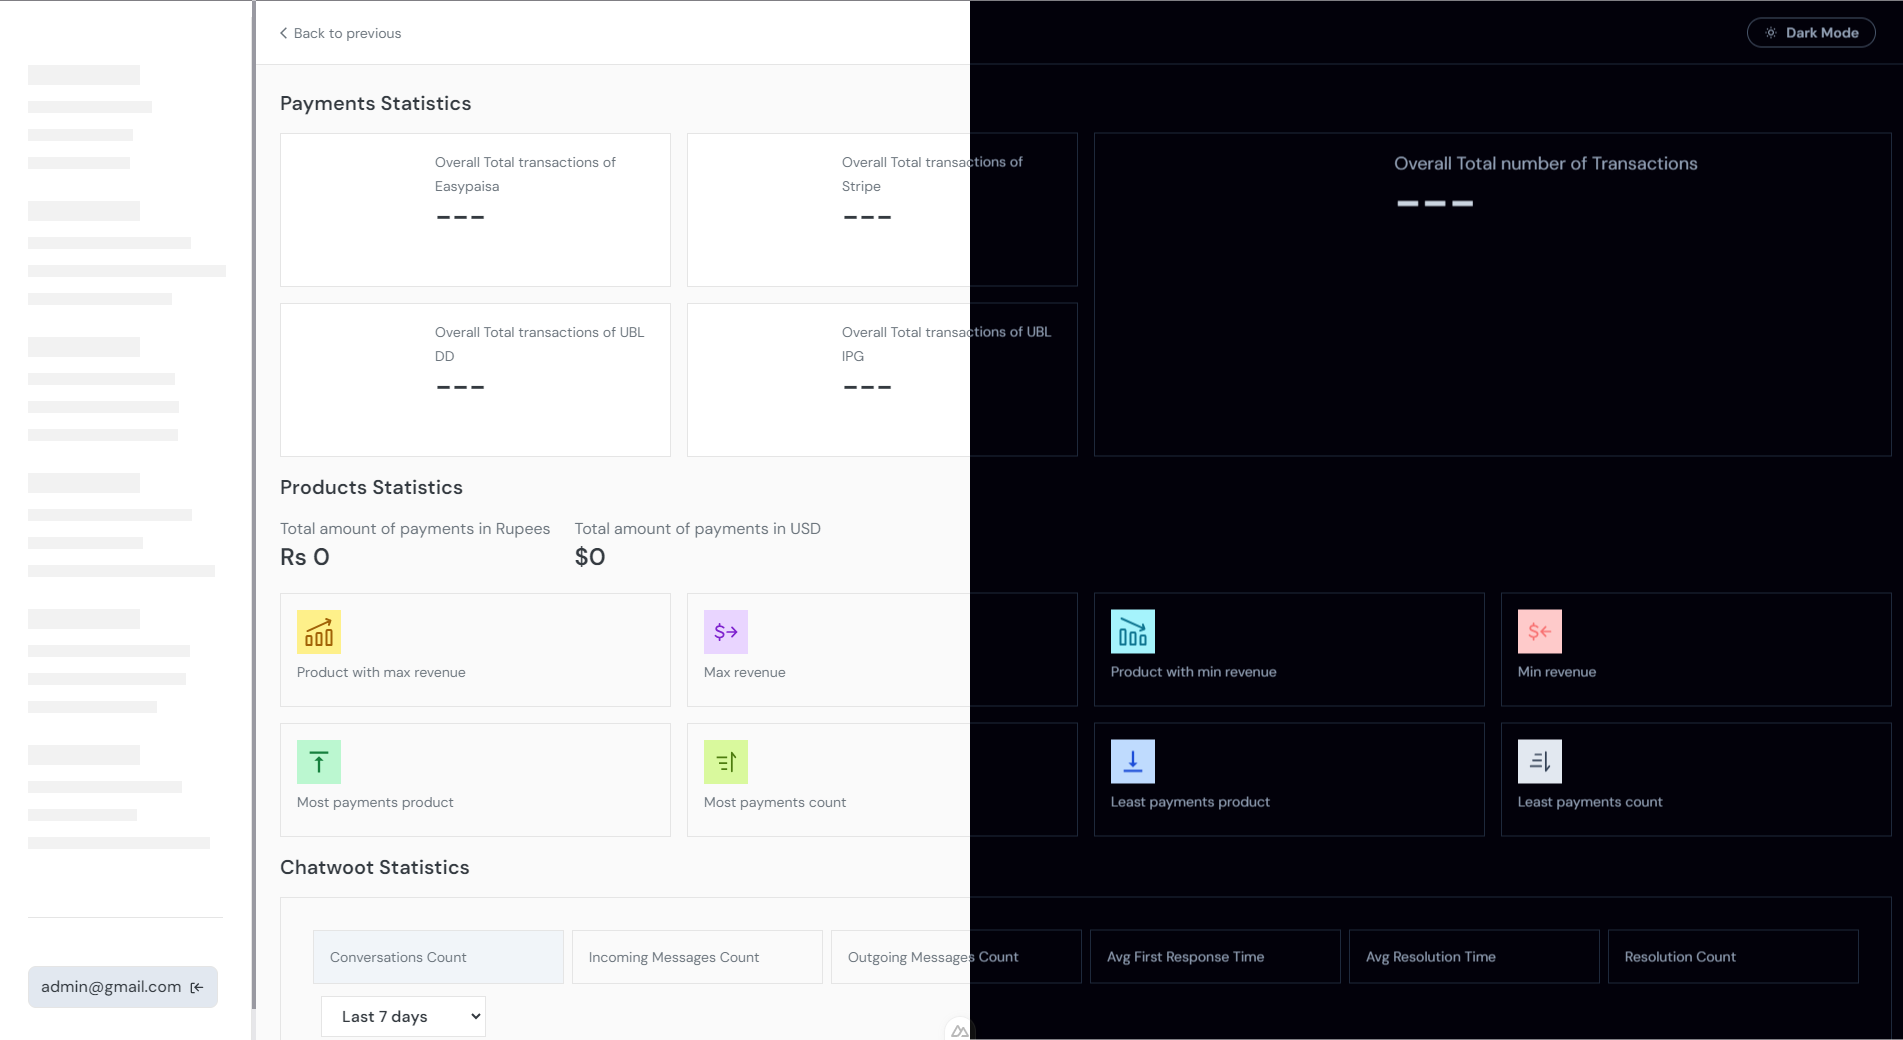 Back to previous
Dark Mode
Payments Statistics
Overall Total transactions of
Easypaisa
---
Overall Total transactions of
Stripe
---
Overall Total number of Transactions
---
Overall Total transactions of UBL
DD
---
Overall Total transactions of UBL
IPG
---
Products Statistics
Total amount of payments in Rupees
Rs 0
Total amount of payments in USD
$0
Product with max revenue
$
Max revenue
Product with min revenue
$
Min revenue
Most payments product
Most payments count
Least payments product
Least payments count
Chatwoot Statistics
Conversations Count
Incoming Messages Count
Outgoing Messages Count
Avg First Response Time
Avg Resolution Time
Resolution Count
admin@gmail.com
Last 7 days